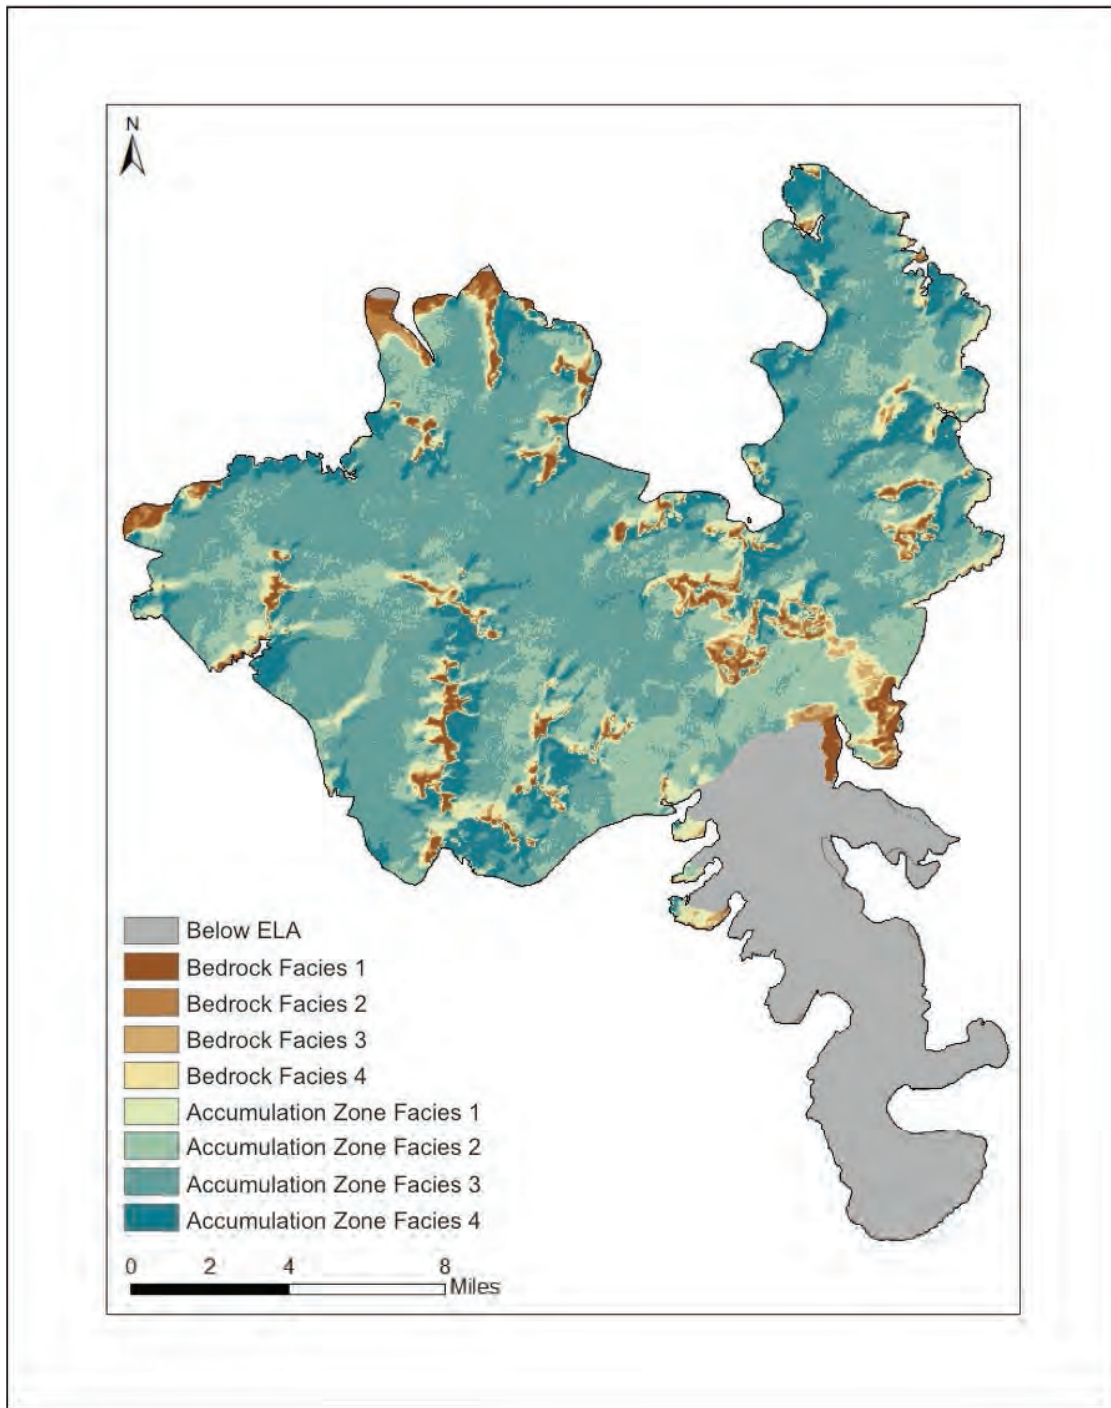 N
Below ELA
Bedrock Facies 1
Bedrock Facies 2
Bedrock Facies 3
Bedrock Facies 4
Accumulation Zone Facies 1
Accumulation Zone Facies 2
Accumulation Zone Facies 3
Accumulation Zone Facies 4
0 2 4 8
Miles